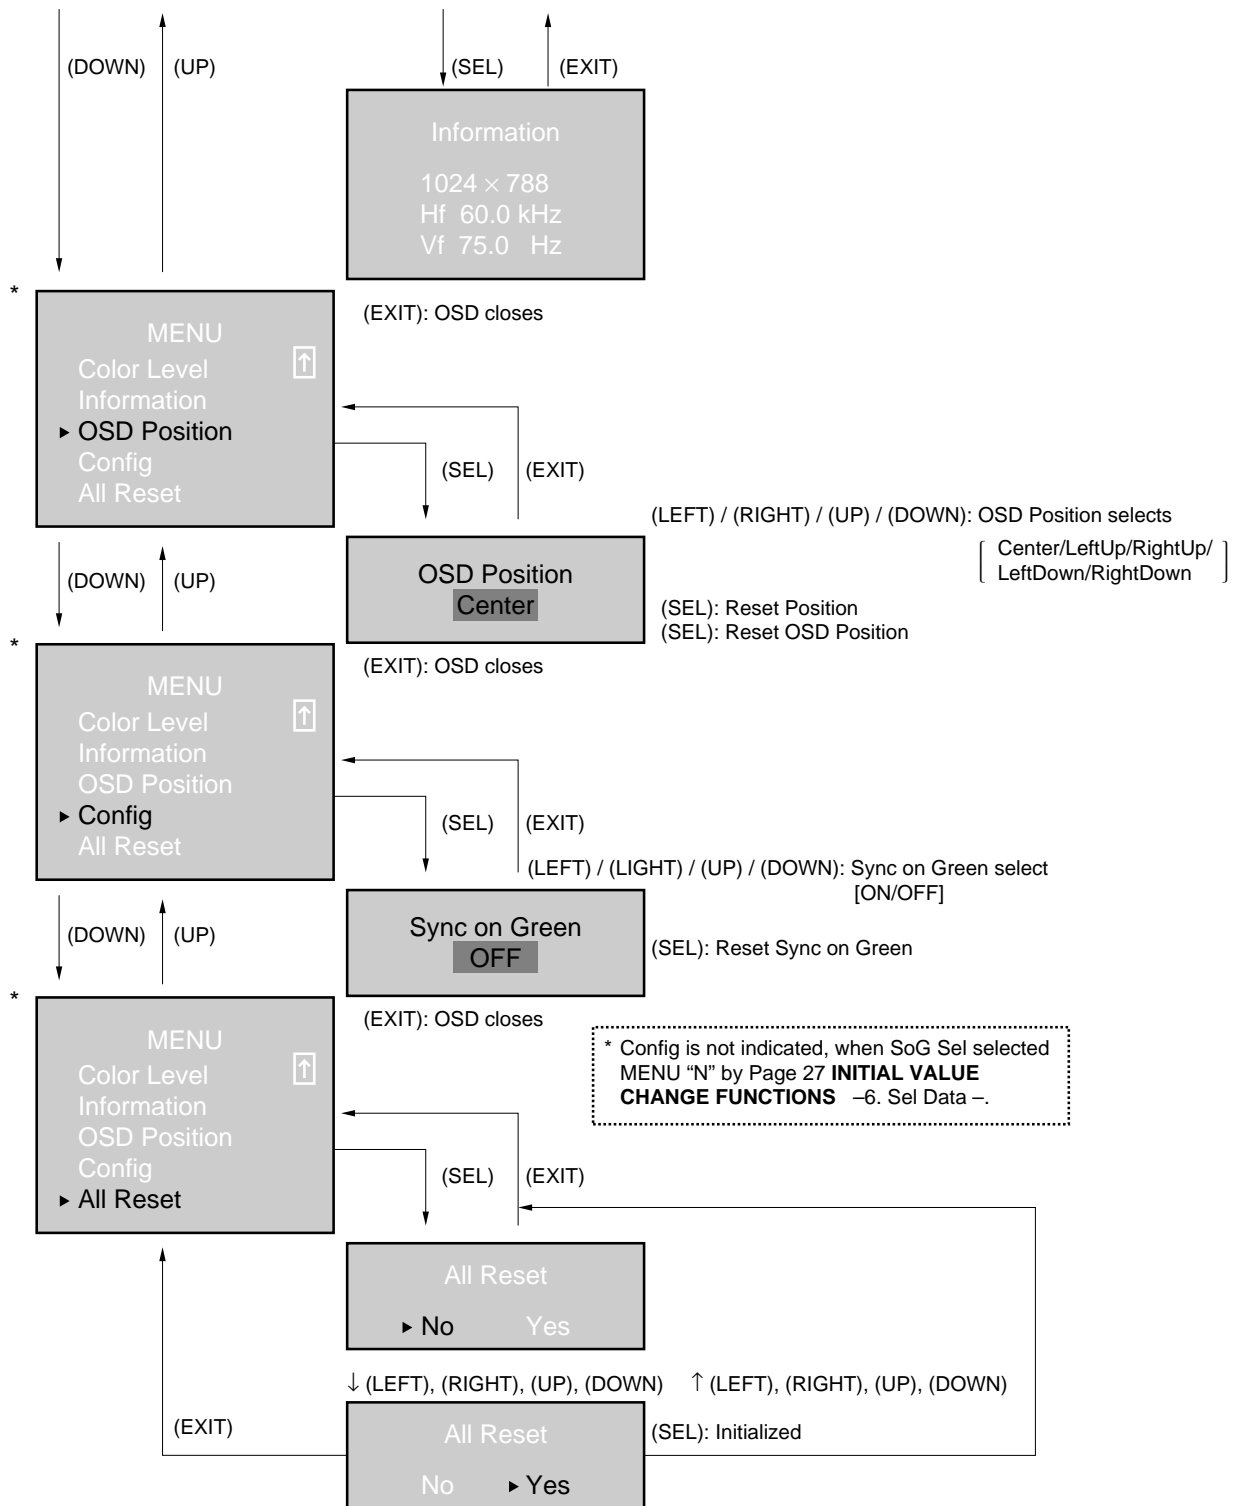 (DOWN) (UP) (SEL) (EXIT)
Information
1024 × 788
Hf 60.0 kHz
Vf 75.0 Hz
(EXIT): OSD closes
*
MENU
Color Level ↑
Information
▶ OSD Position
Config
All Reset
(SEL) (EXIT)
(LEFT) / (RIGHT) / (UP) / (DOWN): OSD Position selects
[ Center/LeftUp/RightUp/
LeftDown/RightDown ]
(DOWN) (UP)
OSD Position
Center
(SEL): Reset Position
(SEL): Reset OSD Position
(EXIT): OSD closes
*
MENU
Color Level ↑
Information
OSD Position
▶ Config
All Reset
(SEL) (EXIT)
(LEFT) / (LIGHT) / (UP) / (DOWN): Sync on Green select
[ON/OFF]
(DOWN) (UP)
Sync on Green
OFF
(SEL): Reset Sync on Green
(EXIT): OSD closes
*
MENU
Color Level ↑
Information
OSD Position
Config
▶ All Reset
* Config is not indicated, when SoG Sel selected
MENU “N” by Page 27 INITIAL VALUE
CHANGE FUNCTIONS –6. Sel Data –.
(SEL) (EXIT)
All Reset
▶ No Yes
↓ (LEFT), (RIGHT), (UP), (DOWN) ↑ (LEFT), (RIGHT), (UP), (DOWN)
(EXIT)
All Reset
No ▶ Yes
(SEL): Initialized